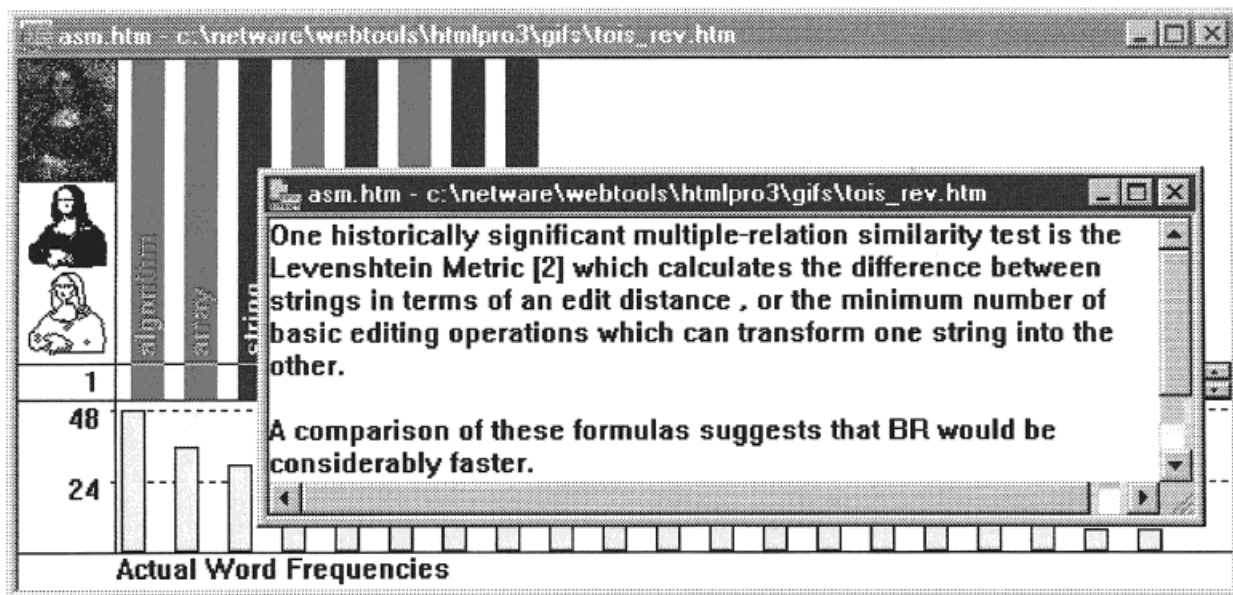 asm.htm - c:\netware\webtools\htmlpro3\gifs\tois_rev.htm
algorithm
array
string
asm.htm - c:\netware\webtools\htmlpro3\gifs\tois_rev.htm
One historically significant multiple-relation similarity test is the
Levenshtein Metric [2] which calculates the difference between
strings in terms of an edit distance , or the minimum number of
basic editing operations which can transform one string into the
other.
A comparison of these formulas suggests that BR would be
considerably faster.
1
48
24
Actual Word Frequencies